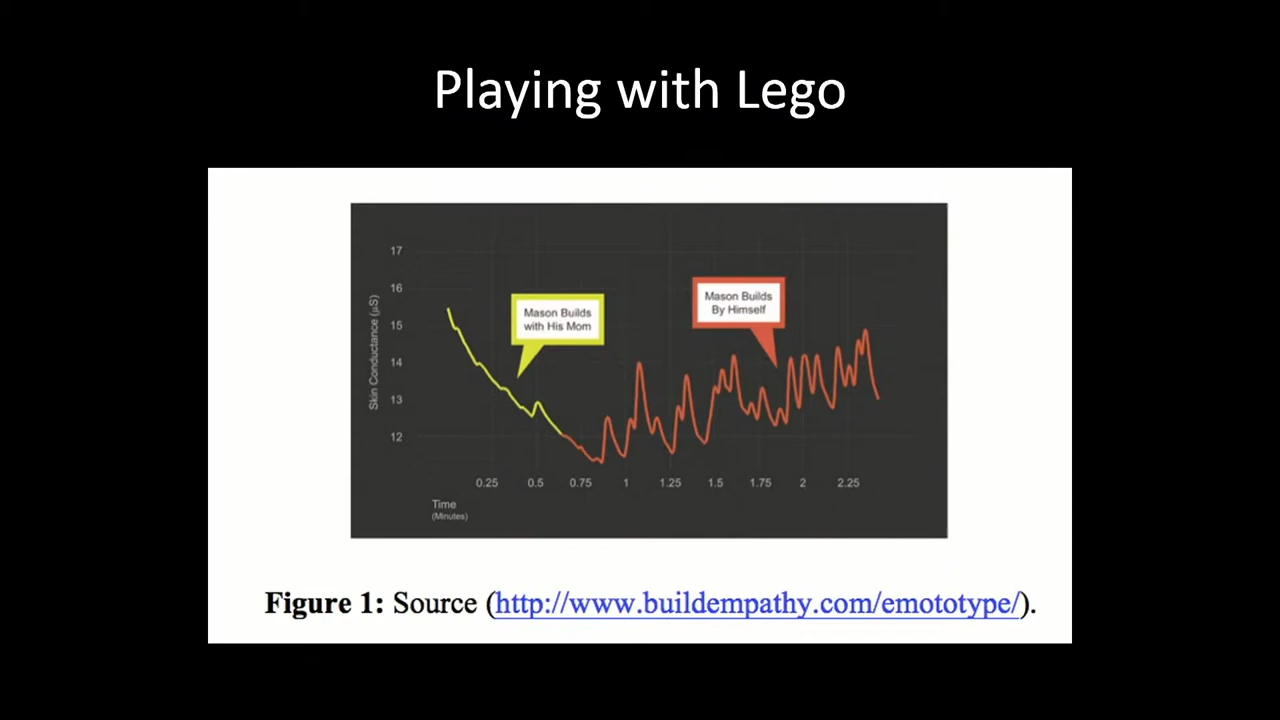 Playing with Lego
17
16
15
14
13
12
Skin Conductance (μS)
Mason Builds
with His Mom
Mason Builds
By Himself
0.25 0.5 0.75 1 1.25 1.5 1.75 2 2.25
Time
(Minutes)
Figure 1: Source (http://www.buildempathy.com/emototype/).